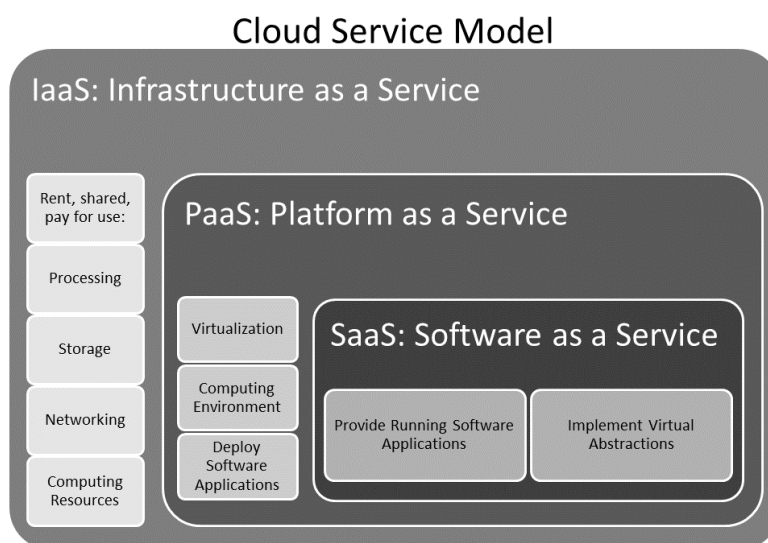 Cloud Service Model
IaaS: Infrastructure as a Service
Rent, shared,
pay for use:
Processing
Storage
Networking
Computing
Resources
PaaS: Platform as a Service
Virtualization
Computing
Environment
Deploy
Software
Applications
SaaS: Software as a Service
Provide Running Software
Applications
Implement Virtual
Abstractions